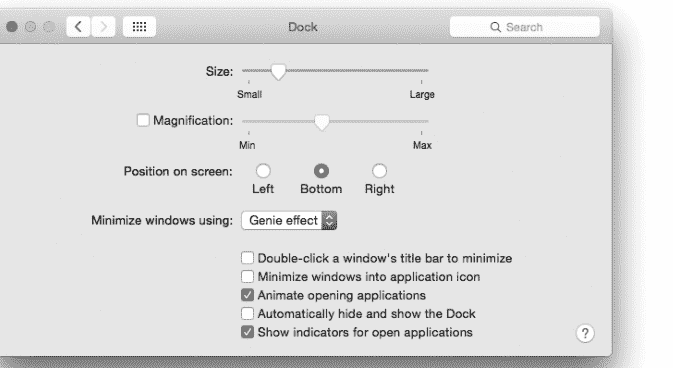 Dock
Search
Size:
Small Large
Magnification:
Min Max
Position on screen:
Left Bottom Right
Minimize windows using: Genie effect
Double-click a window's title bar to minimize
Minimize windows into application icon
Animate opening applications
Automatically hide and show the Dock
Show indicators for open applications
?